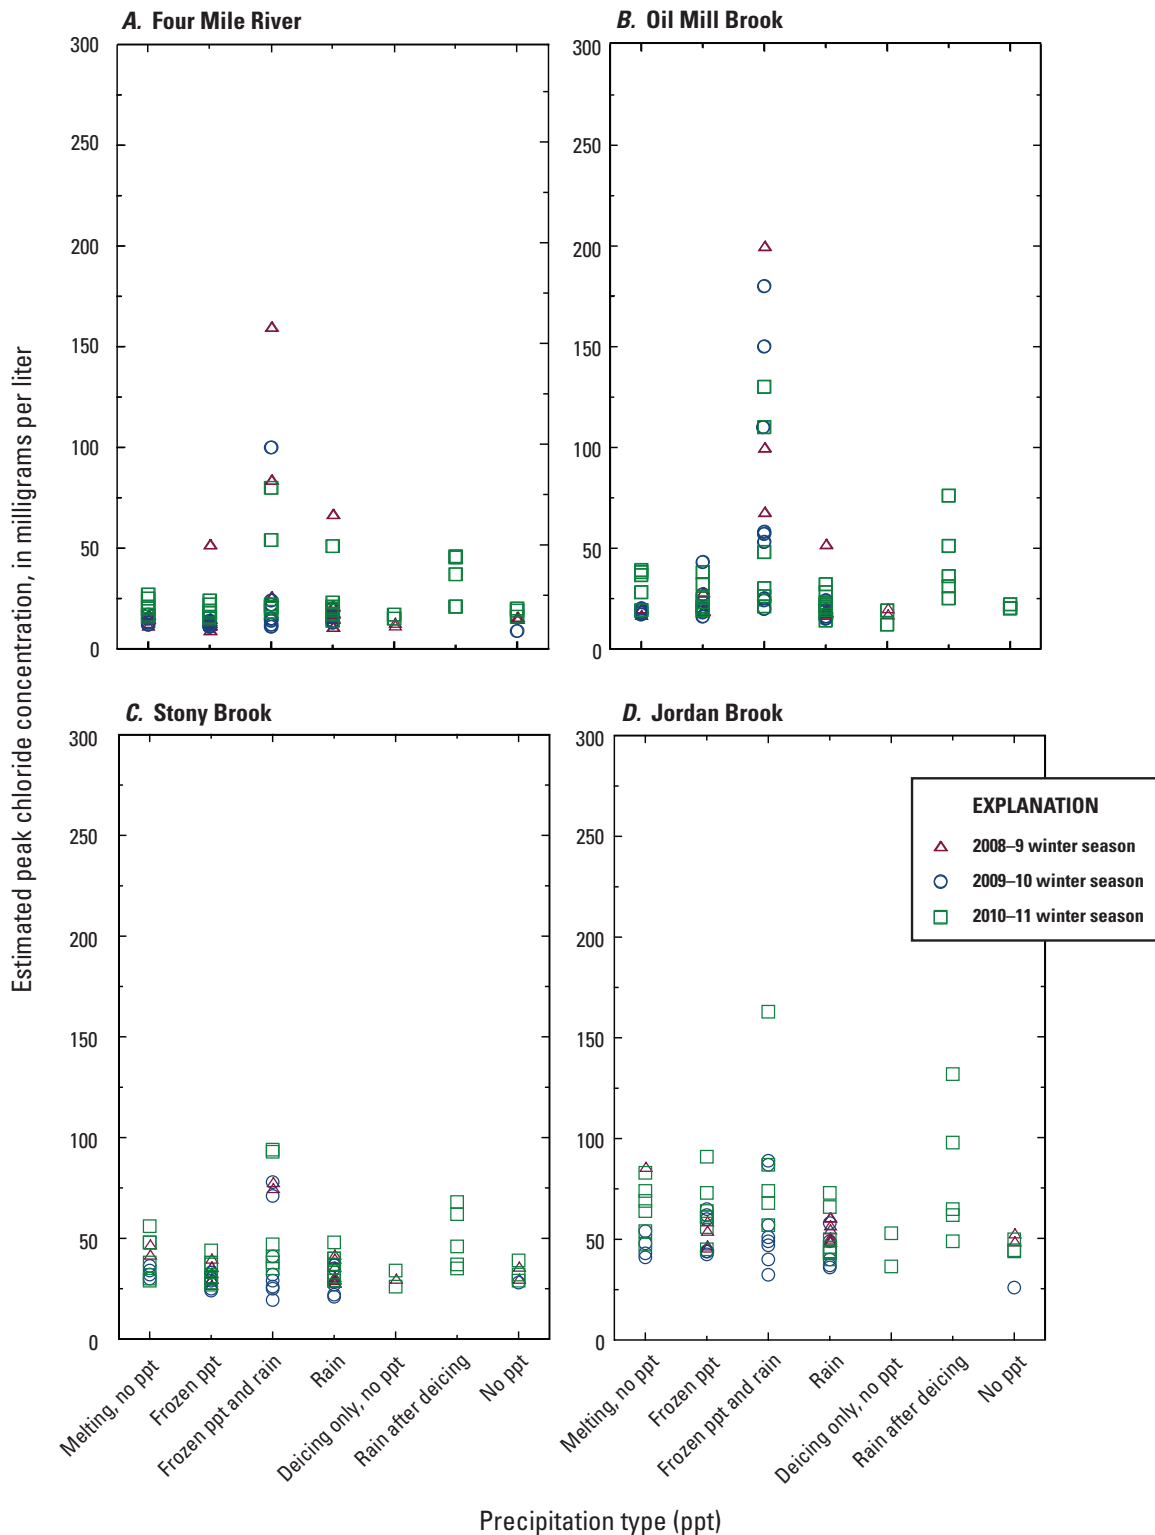 A. Four Mile River
B. Oil Mill Brook
300
250
200
150
100
50
0
300
250
200
150
100
50
0
Estimated peak chloride concentration, in milligrams per liter
C. Stony Brook
D. Jordan Brook
300
250
200
150
100
50
0
300
250
200
150
100
50
0
EXPLANATION
2008–9 winter season
2009–10 winter season
2010–11 winter season
Melting, no ppt
Frozen ppt
Frozen ppt and rain
Rain
Deicing only, no ppt
Rain after deicing
No ppt
Melting, no ppt
Frozen ppt
Frozen ppt and rain
Rain
Deicing only, no ppt
Rain after deicing
No ppt
Precipitation type (ppt)